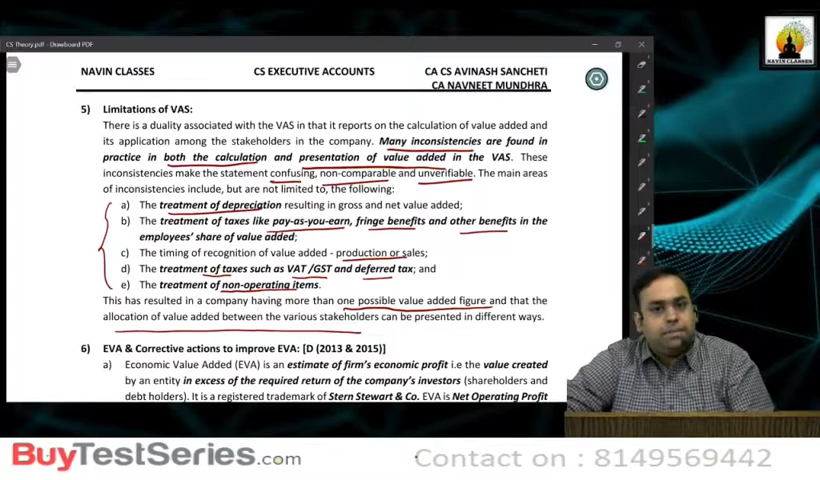 CS Theory.pdf - Drawboard PDF
NAVIN CLASSES CS EXECUTIVE ACCOUNTS CA CS AVINASH SANCHETI
CA NAVNEET MUNDHRA
5) Limitations of VAS:
There is a duality associated with the VAS in that it reports on the calculation of value added and
its application among the stakeholders in the company. Many inconsistencies are found in
practice in both the calculation and presentation of value added in the VAS. These
inconsistencies make the statement confusing, non-comparable and unverifiable. The main areas
of inconsistencies include, but are not limited to, the following:
a) The treatment of depreciation resulting in gross and net value added;
b) The treatment of taxes like pay-as-you-earn, fringe benefits and other benefits in the
employees' share of value added;
c) The timing of recognition of value added - production or sales;
d) The treatment of taxes such as VAT /GST and deferred tax; and
e) The treatment of non-operating items.
This has resulted in a company having more than one possible value added figure and that the
allocation of value added between the various stakeholders can be presented in different ways.
6) EVA & Corrective actions to improve EVA: [D (2013 & 2015)]
a) Economic Value Added (EVA) is an estimate of firm's economic profit i.e the value created
by an entity in excess of the required return of the company's investors (shareholders and
debt holders). It is a registered trademark of Stern Stewart & Co. EVA is Net Operating Profit
NAVIN CLASSES
BuyTestSeries.com Contact on : 8149569442